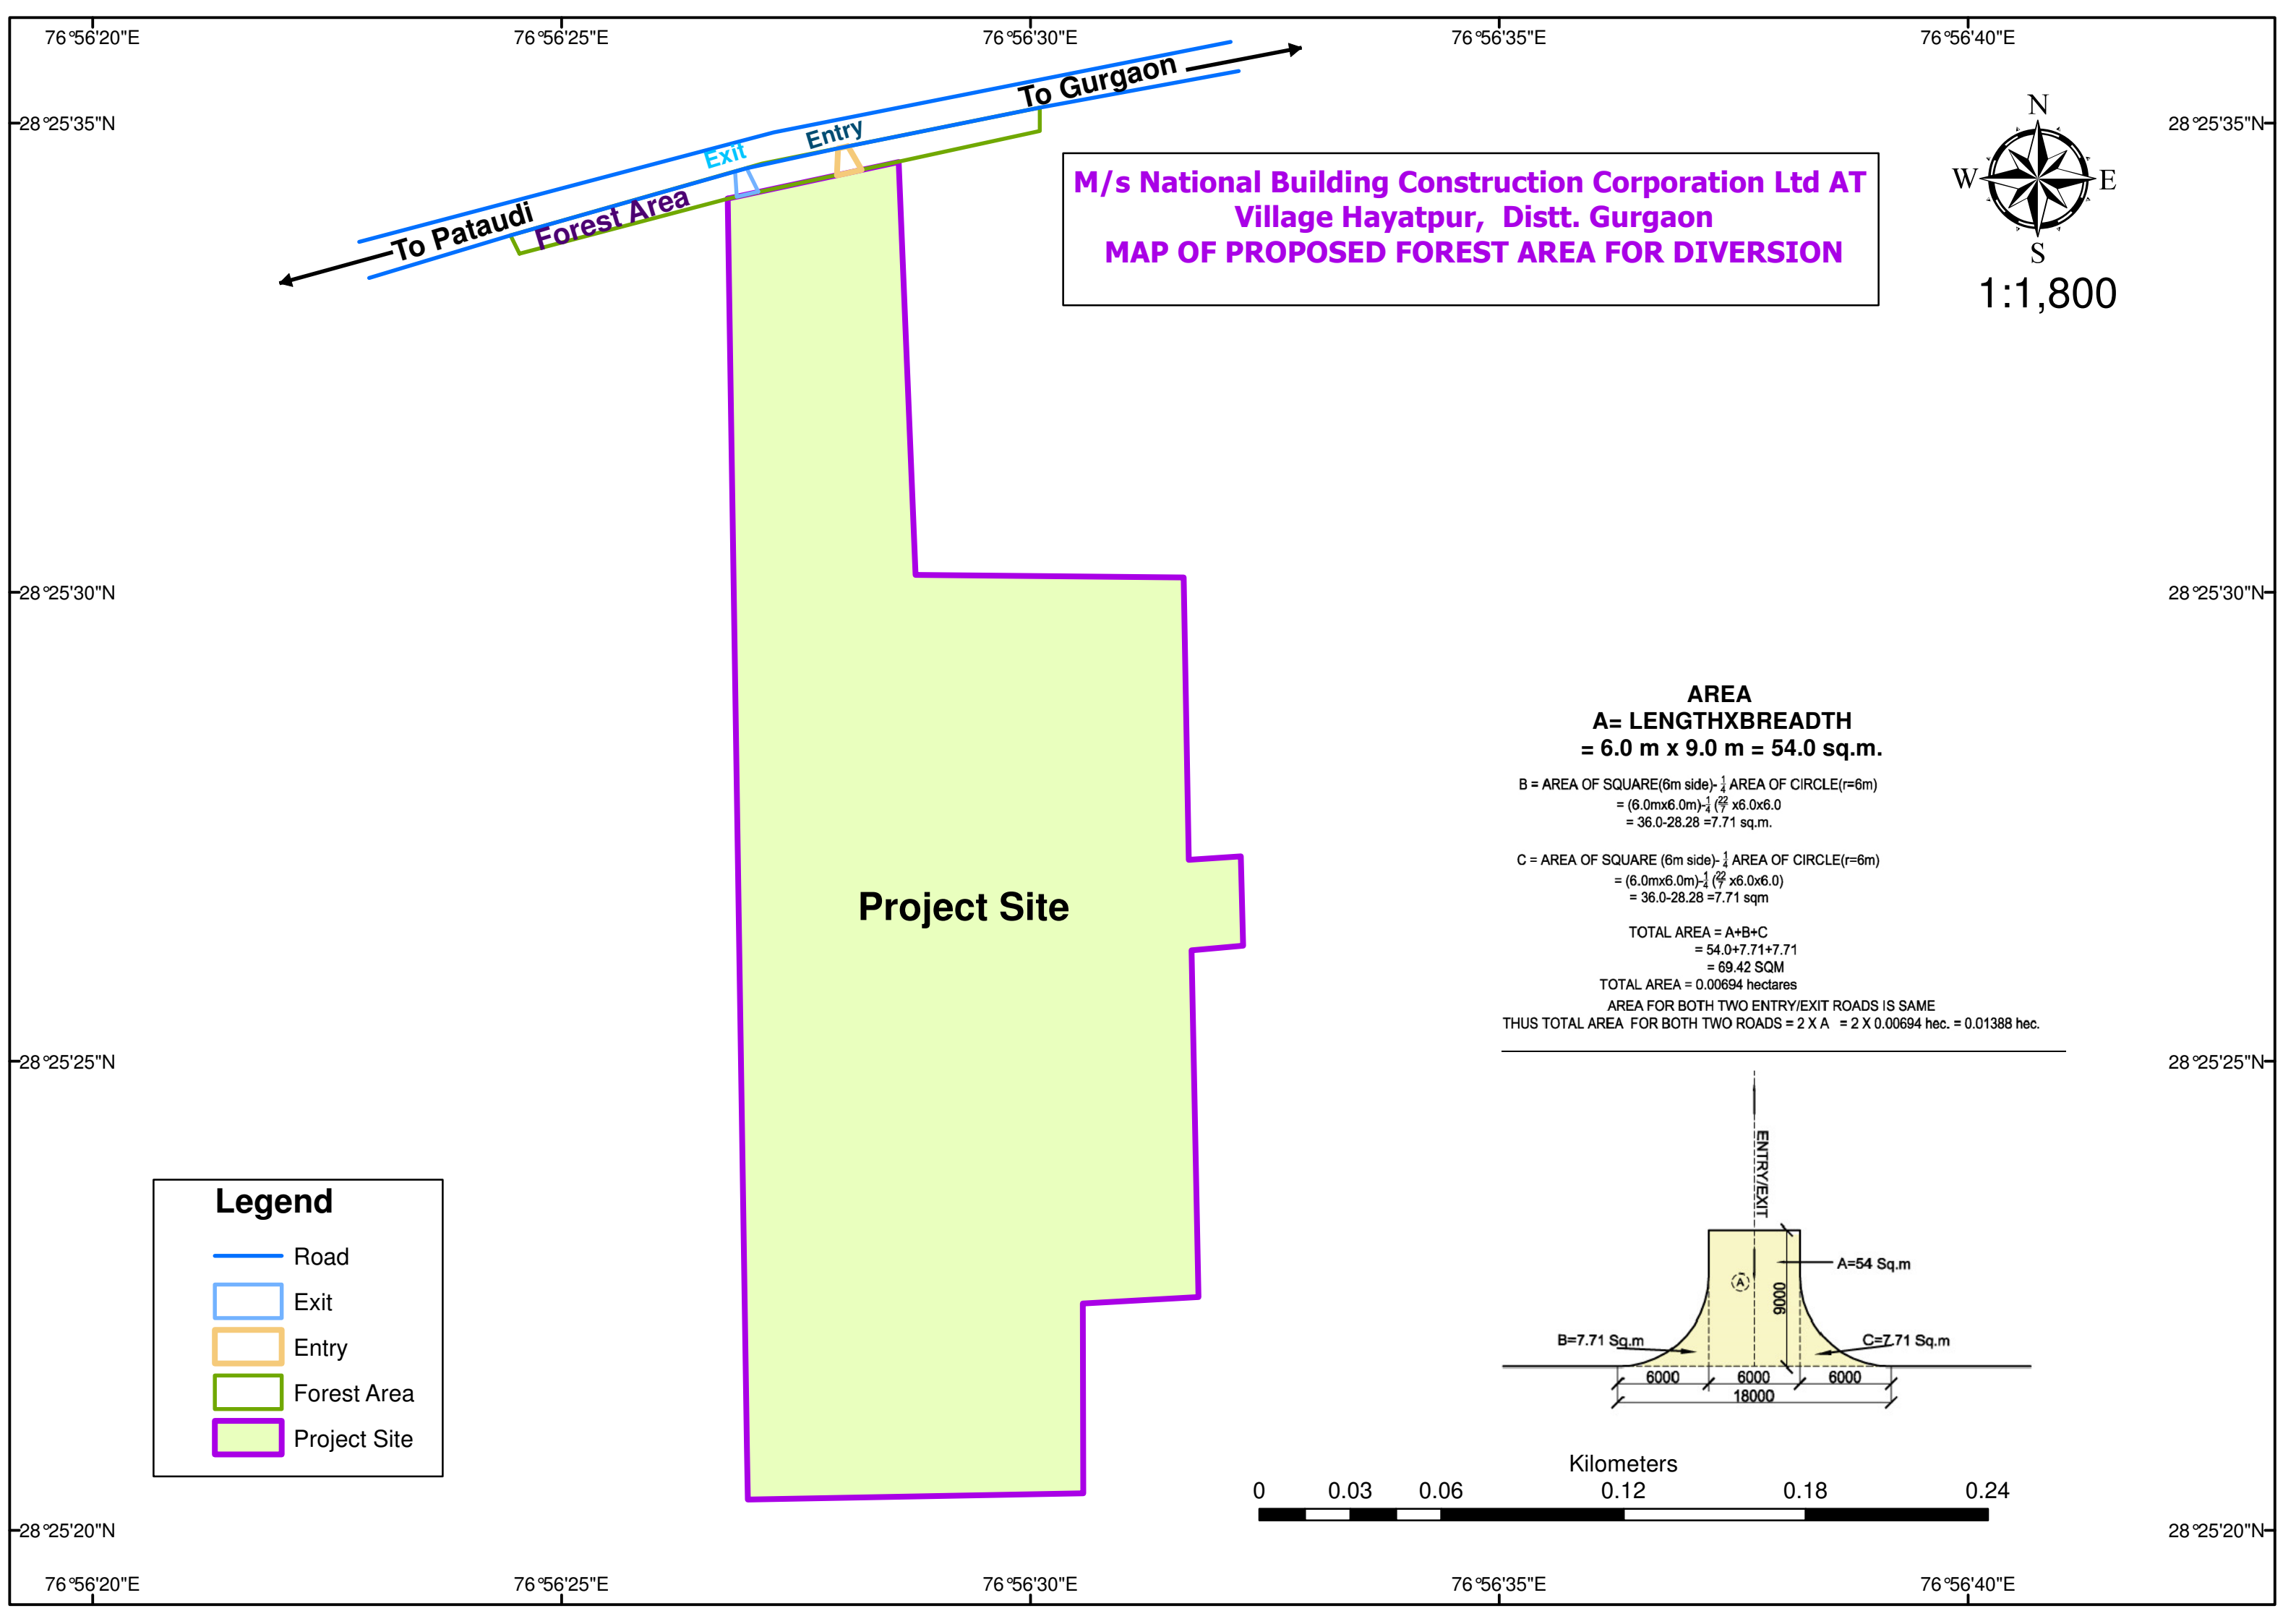 76°56'20"E 76°56'25"E 76°56'30"E 76°56'35"E 76°56'40"E
To Gurgaon
28°25'35"N 28°25'35"N
Entry
Exit
Forest Area
To Pataudi
M/s National Building Construction Corporation Ltd AT
Village Hayatpur, Distt. Gurgaon
MAP OF PROPOSED FOREST AREA FOR DIVERSION
N
W E
S
1:1,800
28°25'30"N 28°25'30"N
AREA
A= LENGTHXBREADTH
= 6.0 m x 9.0 m = 54.0 sq.m.
B = AREA OF SQUARE(6m side)- 1/4 AREA OF CIRCLE(r=6m)
= (6.0mx6.0m)-1/4 (22/7 x6.0x6.0
= 36.0-28.28 =7.71 sq.m.
C = AREA OF SQUARE (6m side)- 1/4 AREA OF CIRCLE(r=6m)
= (6.0mx6.0m)-1/4 (22/7 x6.0x6.0)
= 36.0-28.28 =7.71 sqm
TOTAL AREA = A+B+C
= 54.0+7.71+7.71
= 69.42 SQM
TOTAL AREA = 0.00694 hectares
AREA FOR BOTH TWO ENTRY/EXIT ROADS IS SAME
THUS TOTAL AREA FOR BOTH TWO ROADS = 2 X A = 2 X 0.00694 hec. = 0.01388 hec.
Project Site
28°25'25"N 28°25'25"N
ENTRY/EXIT
A=54 Sq.m
A
9000
B=7.71 Sq.m C=7.71 Sq.m
6000 6000 6000
18000
Legend
Road
Exit
Entry
Forest Area
Project Site
Kilometers
0 0.03 0.06 0.12 0.18 0.24
28°25'20"N 28°25'20"N
76°56'20"E 76°56'25"E 76°56'30"E 76°56'35"E 76°56'40"E